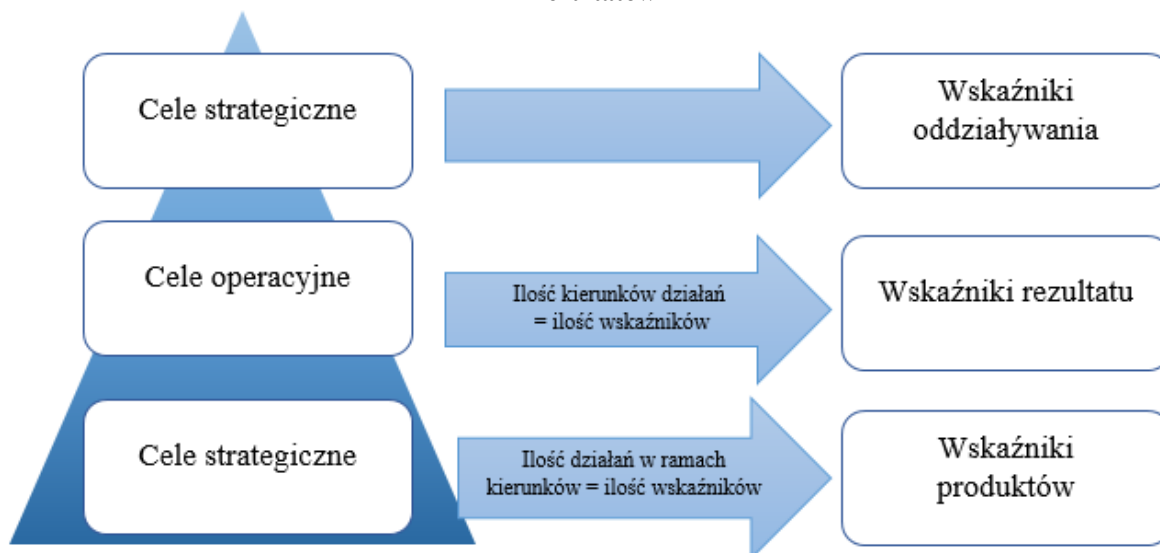 Cele strategiczne
Wskaźniki
oddziaływania
Cele operacyjne
Ilość kierunków działań
= ilość wskaźników
Wskaźniki rezultatu
Cele strategiczne
Ilość działań w ramach
kierunków = ilość wskaźników
Wskaźniki
produktów